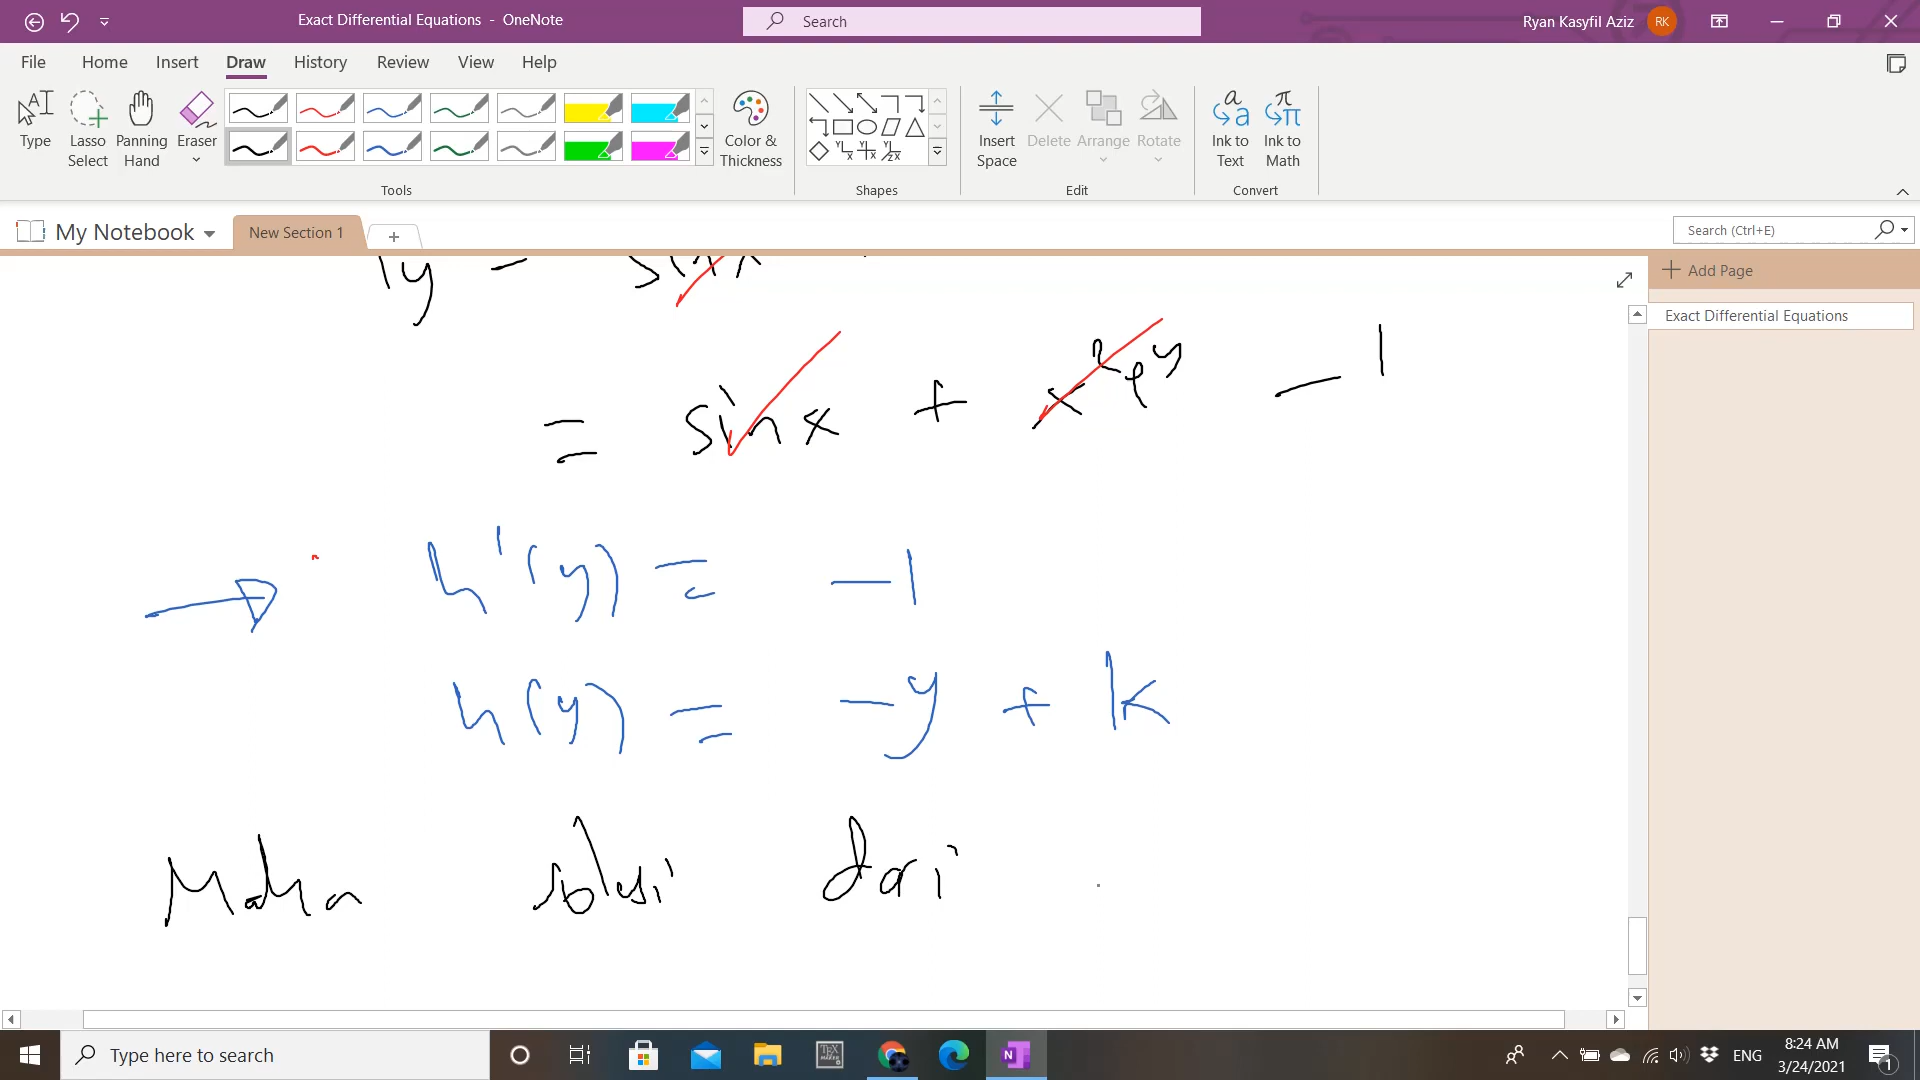 Exact Differential Equations - OneNote
Search
Ryan Kasyfil Aziz
RK
File Home Insert Draw History Review View Help
Type
Lasso Select
Panning Hand
Eraser
Color & Thickness
Insert Space
Delete
Arrange
Rotate
Ink to Text
Ink to Math
Tools
Shapes
Edit
Convert
My Notebook
New Section 1
Search (Ctrl+E)
Add Page
Exact Differential Equations
= sin x + x²e^y - 1
h'(y) = -1
h(y) = -y + k
Maka solusi dari
Type here to search
ENG
8:24 AM
3/24/2021
1